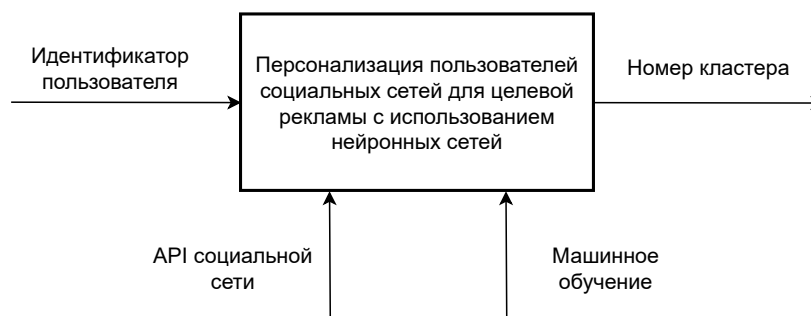 Идентификатор
пользователя
Персонализация пользователей
социальных сетей для целевой
рекламы с использованием
нейронных сетей
Номер кластера
API социальной
сети
Машинное
обучение